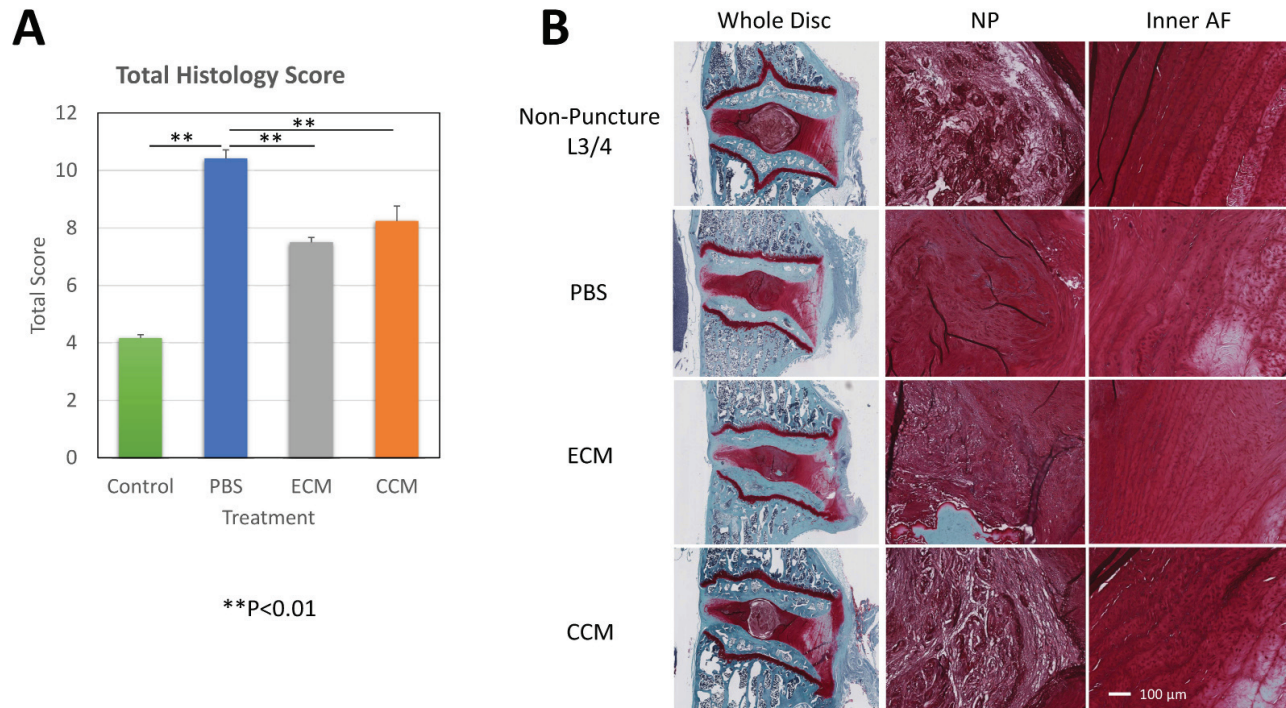 A
Total Histology Score
12
10
8
6
4
2
0
**
**
**
Total Score
Control PBS ECM CCM
Treatment
**P<0.01
B
Whole Disc NP Inner AF
Non-Puncture
L3/4
PBS
ECM
CCM
100 µm